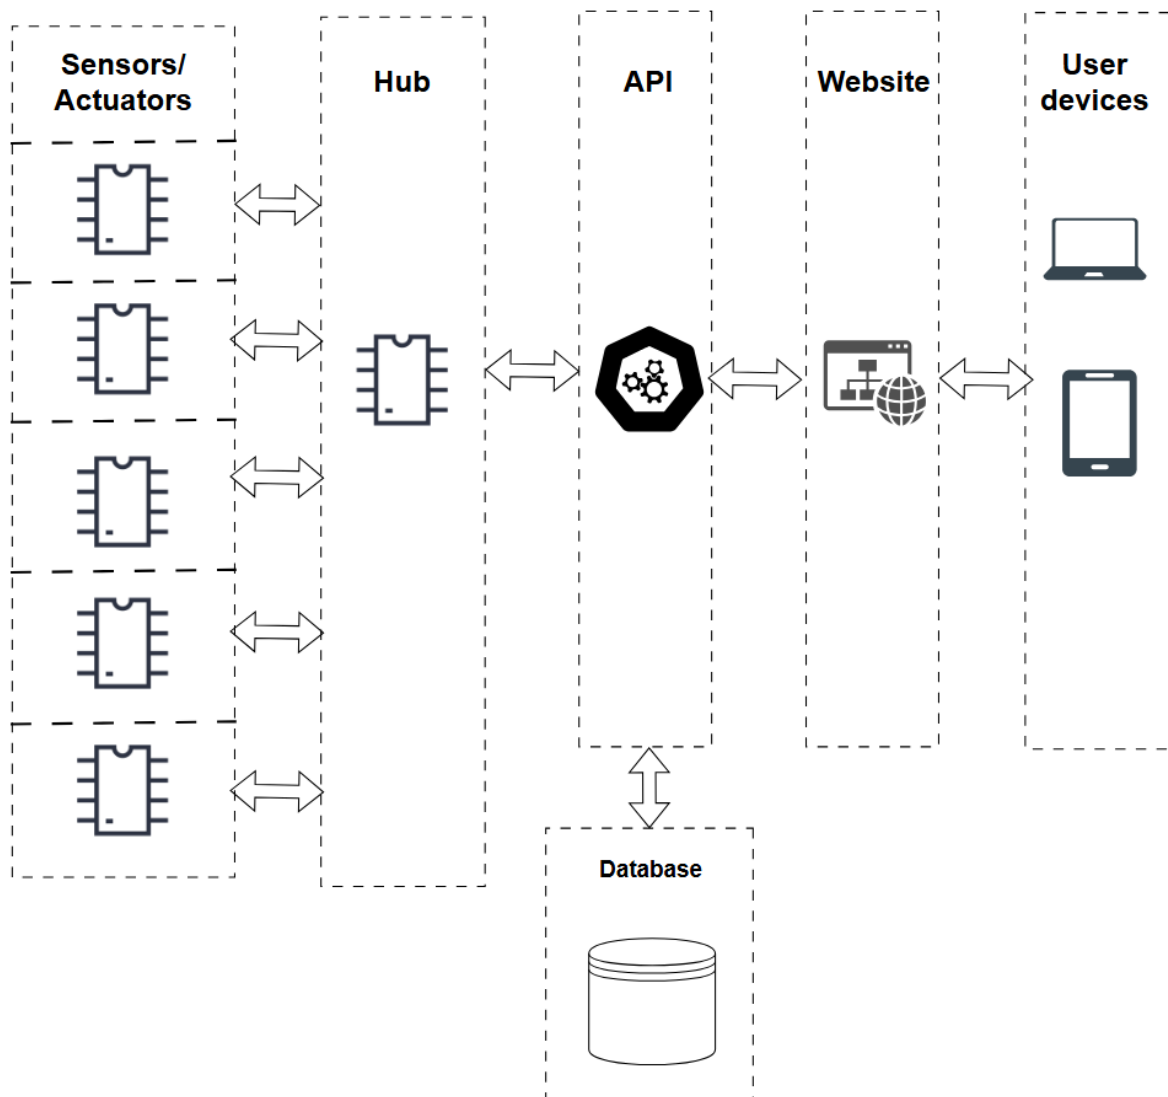 Sensors/
Actuators
Hub
API
Website
User
devices
Database